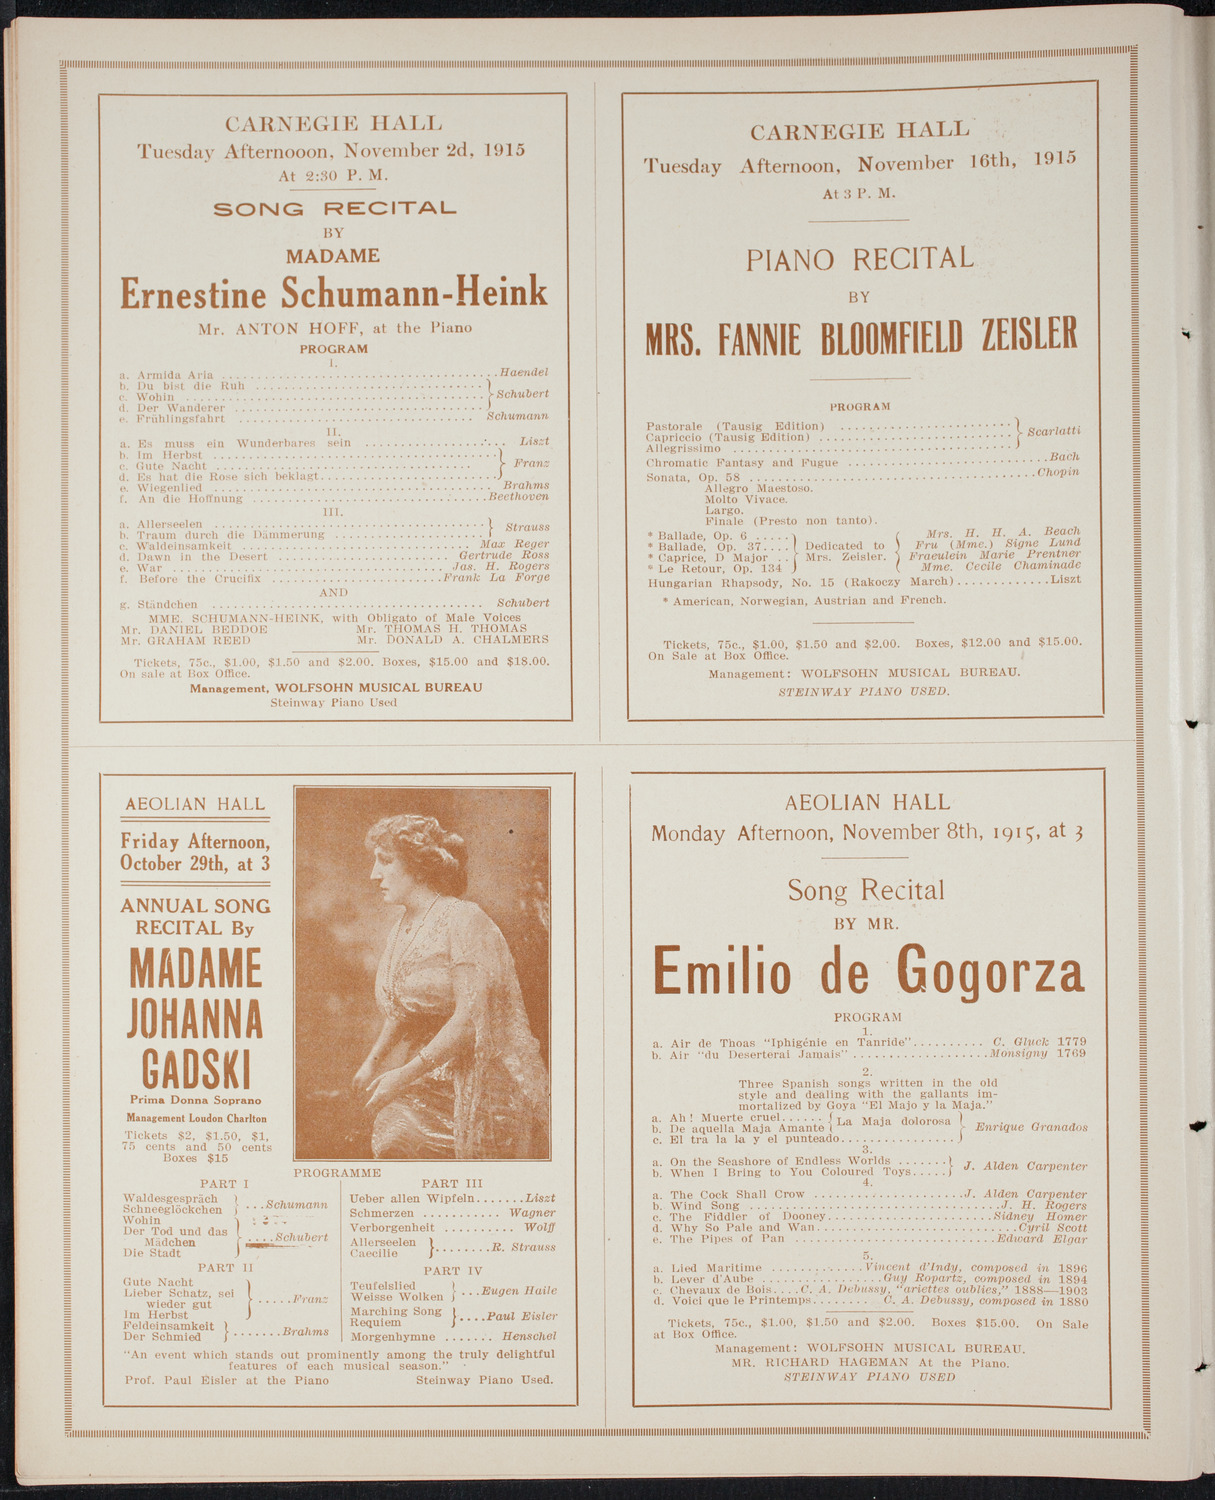 CARNEGIE HALL
Tuesday Afternooon, November 2d, 1915
At 2:30 P. M.
SONG RECITAL
BY
MADAME
Ernestine Schumann-Heink
Mr. ANTON HOFF, at the Piano
PROGRAM
I.
a. Armida Aria ........ Haendel
b. Du bist die Ruh ........
c. Wohin ........ Schubert
d. Der Wanderer ........
e. Frühlingsfahrt ........ Schumann
II.
a. Es muss ein Wunderbares sein ........ Liszt
b. Im Herbst ........
c. Gute Nacht ........ Franz
d. Es hat die Rose sich beklagt........
e. Wiegenlied ........ Brahms
f. An die Hoffnung ........ Beethoven
III.
a. Allerseelen ........ Strauss
b. Traum durch die Dämmerung ........
c. Waldeinsamkeit ........ Max Reger
d. Dawn in the Desert ........ Gertrude Ross
e. War ........ Jas. H. Rogers
f. Before the Crucifix ........ Frank La Forge
AND
g. Ständchen ........ Schubert
MME. SCHUMANN-HEINK, with Obligato of Male Voices
Mr. DANIEL BEDDOE Mr. THOMAS H. THOMAS
Mr. GRAHAM REED Mr. DONALD A. CHALMERS
Tickets, 75c., $1.00, $1.50 and $2.00. Boxes, $15.00 and $18.00.
On sale at Box Office.
Management, WOLFSOHN MUSICAL BUREAU
Steinway Piano Used
CARNEGIE HALL
Tuesday Afternoon, November 16th, 1915
At 3 P. M.
PIANO RECITAL
BY
MRS. FANNIE BLOOMFIELD ZEISLER
PROGRAM
Pastorale (Tausig Edition) ........
Capriccio (Tausig Edition) ........ Scarlatti
Allegrissimo ........
Chromatic Fantasy and Fugue ........ Bach
Sonata, Op. 58 ........ Chopin
Allegro Maestoso.
Molto Vivace.
Largo.
Finale (Presto non tanto).
* Ballade, Op. 6 ..... Mrs. H. H. A. Beach
* Ballade, Op. 37.... Dedicated to Fru (Mme.) Signe Lund
* Caprice, D Major .. Mrs. Zeisler. Fraeulein Marie Prentner
* Le Retour, Op. 134 Mme. Cecile Chaminade
Hungarian Rhapsody, No. 15 (Rakoczy March)............Liszt
* American, Norwegian, Austrian and French.
Tickets, 75c., $1.00, $1.50 and $2.00. Boxes, $12.00 and $15.00.
On Sale at Box Office.
Management: WOLFSOHN MUSICAL BUREAU.
STEINWAY PIANO USED.
AEOLIAN HALL
Friday Afternoon,
October 29th, at 3
ANNUAL SONG
RECITAL By
MADAME
JOHANNA
GADSKI
Prima Donna Soprano
Management Loudon Charlton
Tickets $2, $1.50, $1,
75 cents and 50 cents
Boxes $15
PROGRAMME
PART I
Waldesgespräch
Schneeglöckchen ...Schumann
Wohin
Der Tod und das
Mädchen ....Schubert
Die Stadt
PART II
Gute Nacht
Lieber Schatz, sei
wieder gut .....Franz
Im Herbst
Feldeinsamkeit
Der Schmied .......Brahms
PART III
Ueber allen Wipfeln.......Liszt
Schmerzen ........... Wagner
Verborgenheit .......... Wolff
Allerseelen
Caecilie ........R. Strauss
PART IV
Teufelslied
Weisse Wolken ...Eugen Haile
Marching Song
Requiem ....Paul Eisler
Morgenhymne ....... Henschel
"An event which stands out prominently among the truly delightful
features of each musical season."
Prof. Paul Eisler at the Piano Steinway Piano Used.
AEOLIAN HALL
Monday Afternoon, November 8th, 1915, at 3
Song Recital
BY MR.
Emilio de Gogorza
PROGRAM
1.
a. Air de Thoas "Iphigénie en Tanride".......... C. Gluck 1779
b. Air "du Deserterai Jamais" ...................Monsigny 1769
2.
Three Spanish songs written in the old
style and dealing with the gallants im-
mortalized by Goya "El Majo y la Maja."
a. Ah! Muerte cruel...... La Maja dolorosa
b. De aquella Maja Amante Enrique Granados
c. El tra la la y el punteado................
3.
a. On the Seashore of Endless Worlds ....... J. Alden Carpenter
b. When I Bring to You Coloured Toys.....
4.
a. The Cock Shall Crow ........ J. Alden Carpenter
b. Wind Song ........ J. H. Rogers
c. The Fiddler of Dooney........ Sidney Homer
d. Why So Pale and Wan........ Cyril Scott
e. The Pipes of Pan ........ Edward Elgar
5.
a. Lied Maritime .............Vincent d'Indy, composed in 1896
b. Lever d'Aube .................Guy Ropartz, composed in 1894
c. Chevaux de Bois....C. A. Debussy, "ariettes oublies," 1888—1903
d. Voici que le Printemps........ C. A. Debussy, composed in 1880
Tickets, 75c., $1.00, $1.50 and $2.00. Boxes $15.00. On Sale
at Box Office.
Management: WOLFSOHN MUSICAL BUREAU.
MR. RICHARD HAGEMAN At the Piano.
STEINWAY PIANO USED